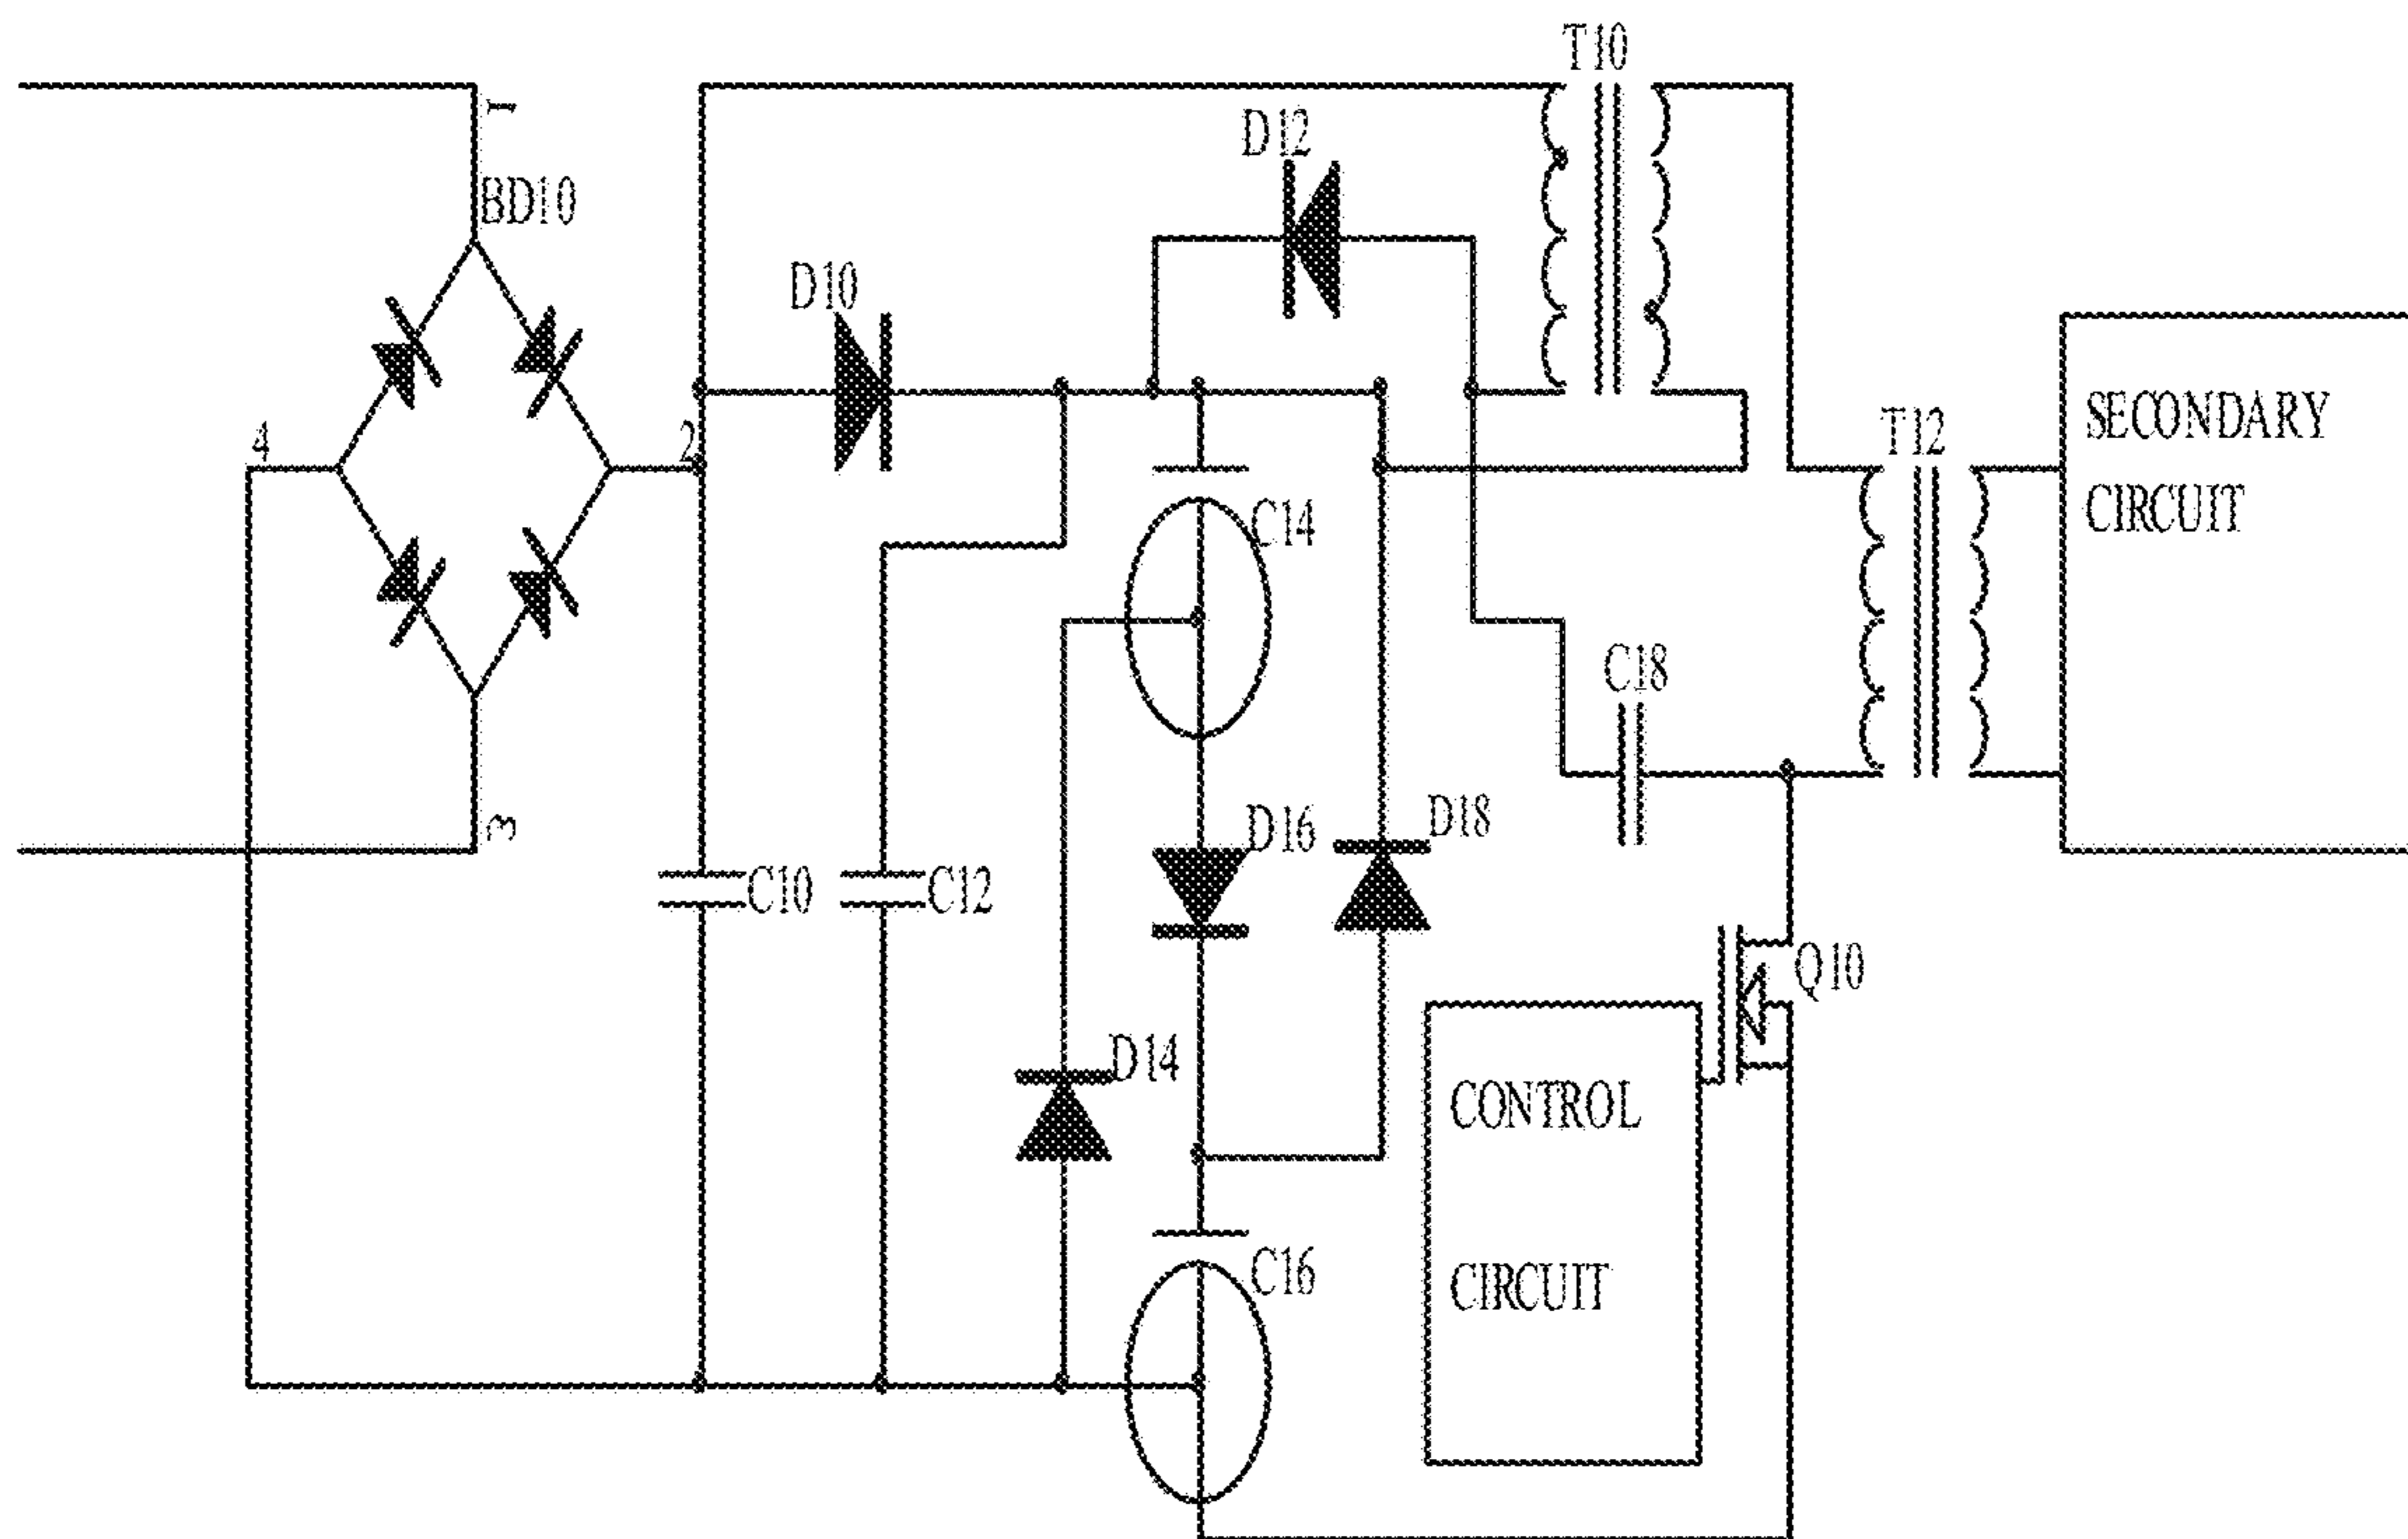 T10
1
D12
BD10
D10
4
2
T12
SECONDARY
CIRCUIT
C14
C18
3
D16
D18
C10
C12
Q10
D14
CONTROL
CIRCUIT
C16